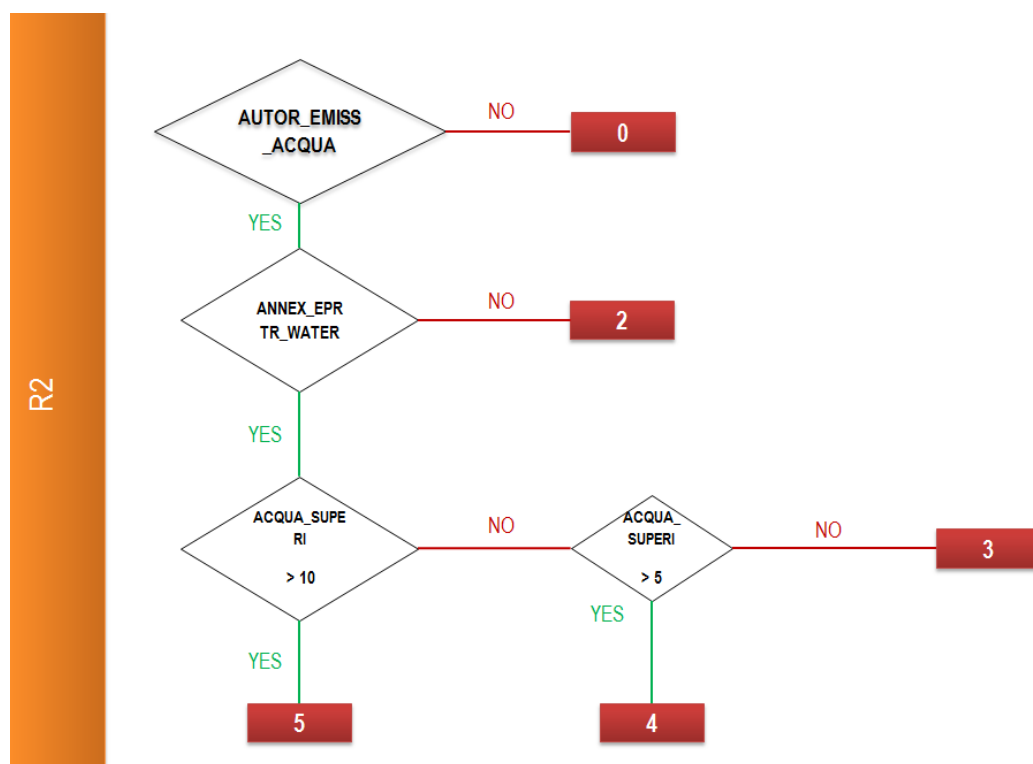 R2
AUTOR_EMISS
_ACQUA
NO
0
YES
ANNEX_EPR
TR_WATER
NO
2
YES
ACQUA_SUPE
RI
> 10
NO
ACQUA_
SUPERI
> 5
NO
3
YES
5
YES
4